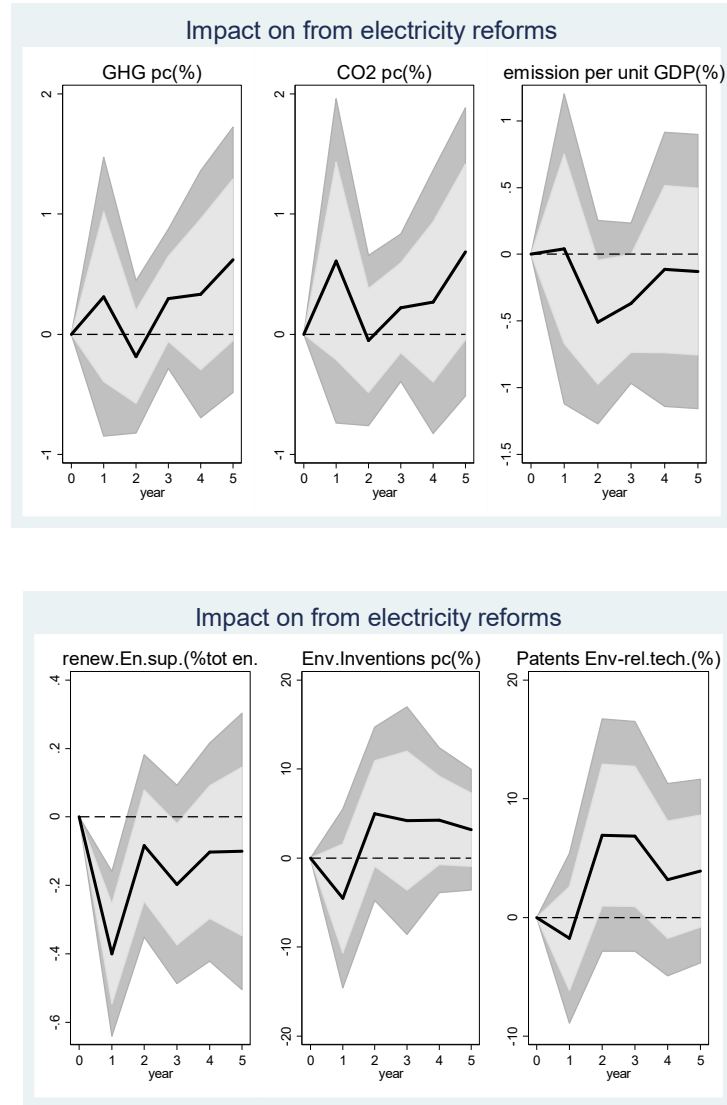 Impact on from electricity reforms
GHG pc(%)
CO2 pc(%)
emission per unit GDP(%)
2
1
0
-1
0 1 2 3 4 5
year
2
1
0
-1
0 1 2 3 4 5
year
1
.5
0
-.5
-1
-1.5
0 1 2 3 4 5
year
Impact on from electricity reforms
renew.En.sup.(%tot en.
Env.Inventions pc(%)
Patents Env-rel.tech.(%)
.4
.2
0
-.2
-.4
-.6
0 1 2 3 4 5
year
20
10
0
-10
-20
0 1 2 3 4 5
year
20
10
0
-10
0 1 2 3 4 5
year